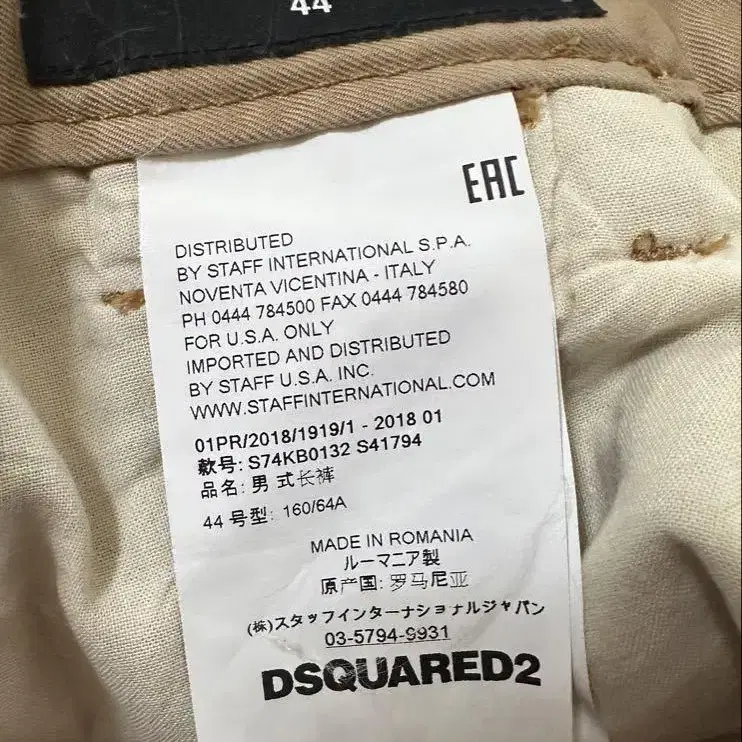 44
EAC
DISTRIBUTED
BY STAFF INTERNATIONAL S.P.A.
NOVENTA VICENTINA - ITALY
PH 0444 784500 FAX 0444 784580
FOR U.S.A. ONLY
IMPORTED AND DISTRIBUTED
BY STAFF U.S.A. INC.
WWW.STAFFINTERNATIONAL.COM
01PR/2018/1919/1 - 2018 01
款号: S74KB0132 S41794
品名: 男 式长裤
44 号型: 160/64A
MADE IN ROMANIA
ルーマニア製
原产国: 罗马尼亚
(株)スタッフインターナショナルジャパン
03-5794-9931
DSQUARED2